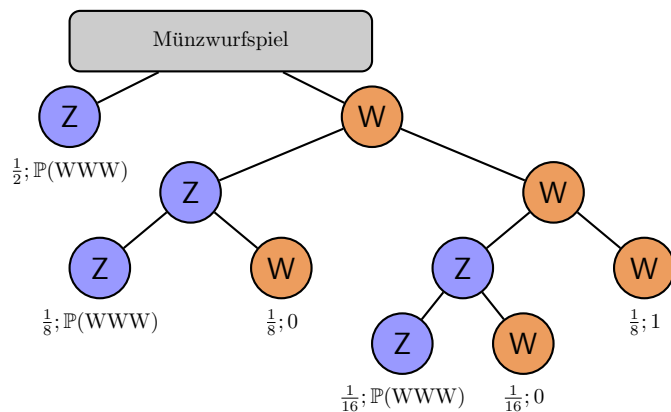 Münzwurfspiel
Z W
½; ℙ(WWW)
Z W
Z W Z W
⅛; ℙ(WWW) ⅛; 0 ⅛; 1
Z W
1/16; ℙ(WWW) 1/16; 0